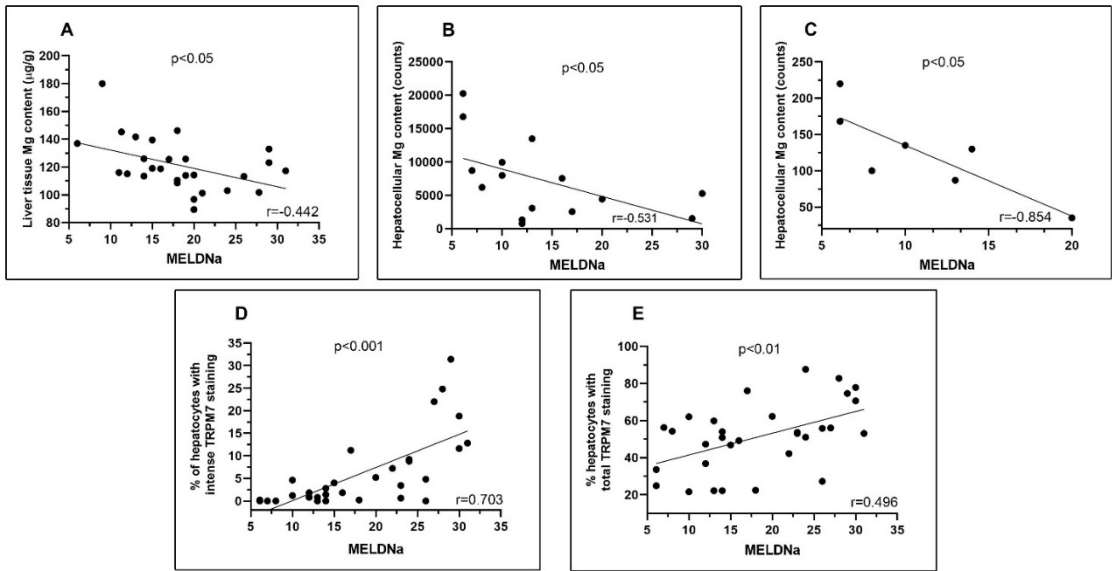 A
p<0.05
Liver tissue Mg content (µg/g)
200
180
160
140
120
100
80
5 10 15 20 25 30 35
MELDNa
r=-0.442
B
p<0.05
Hepatocellular Mg content (counts)
25000
20000
15000
10000
5000
0
5 10 15 20 25 30
MELDNa
r=-0.531
C
p<0.05
Hepatocellular Mg content (counts)
250
200
150
100
50
5 10 15 20
MELDNa
r=-0.854
D
p<0.001
% of hepatocytes with
intense TRPM7 staining
35
30
25
20
15
10
5
0
5 10 15 20 25 30 35
MELDNa
r=0.703
E
p<0.01
% hepatocytes with
total TRPM7 staining
100
80
60
40
20
5 10 15 20 25 30 35
MELDNa
r=0.496